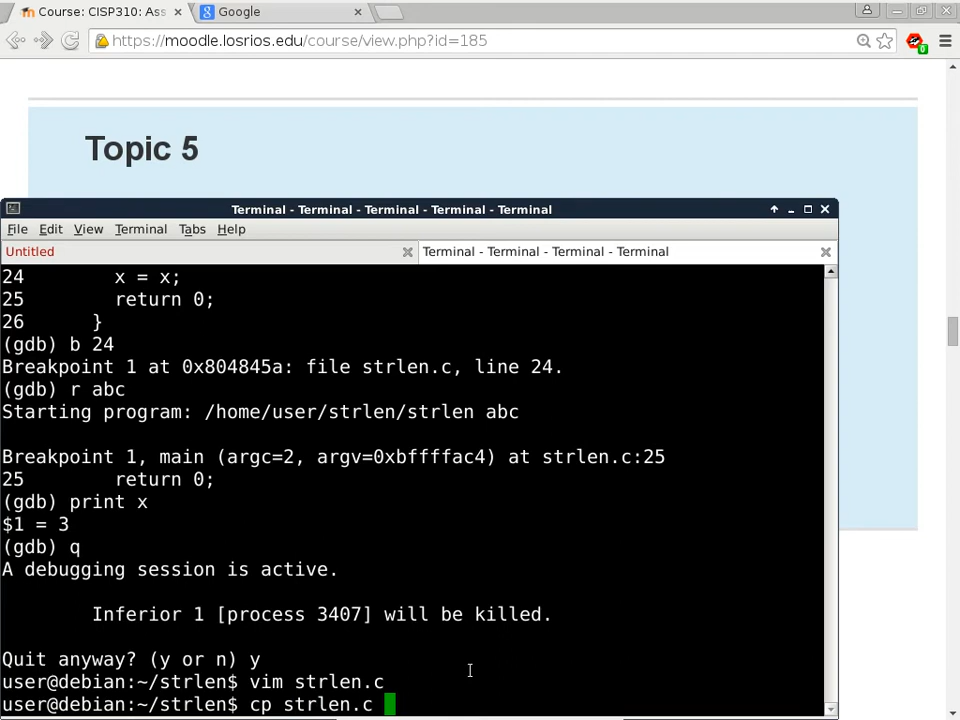 Course: CISP310: Ass
Google
https://moodle.losrios.edu/course/view.php?id=185
0
Topic 5
Terminal - Terminal - Terminal - Terminal - Terminal
File Edit View Terminal Tabs Help
Untitled
Terminal - Terminal - Terminal - Terminal
24        x = x;
25        return 0;
26      }
(gdb) b 24
Breakpoint 1 at 0x804845a: file strlen.c, line 24.
(gdb) r abc
Starting program: /home/user/strlen/strlen abc
Breakpoint 1, main (argc=2, argv=0xbffffac4) at strlen.c:25
25        return 0;
(gdb) print x
$1 = 3
(gdb) q
A debugging session is active.
        Inferior 1 [process 3407] will be killed.
Quit anyway? (y or n) y
user@debian:~/strlen$ vim strlen.c
user@debian:~/strlen$ cp strlen.c